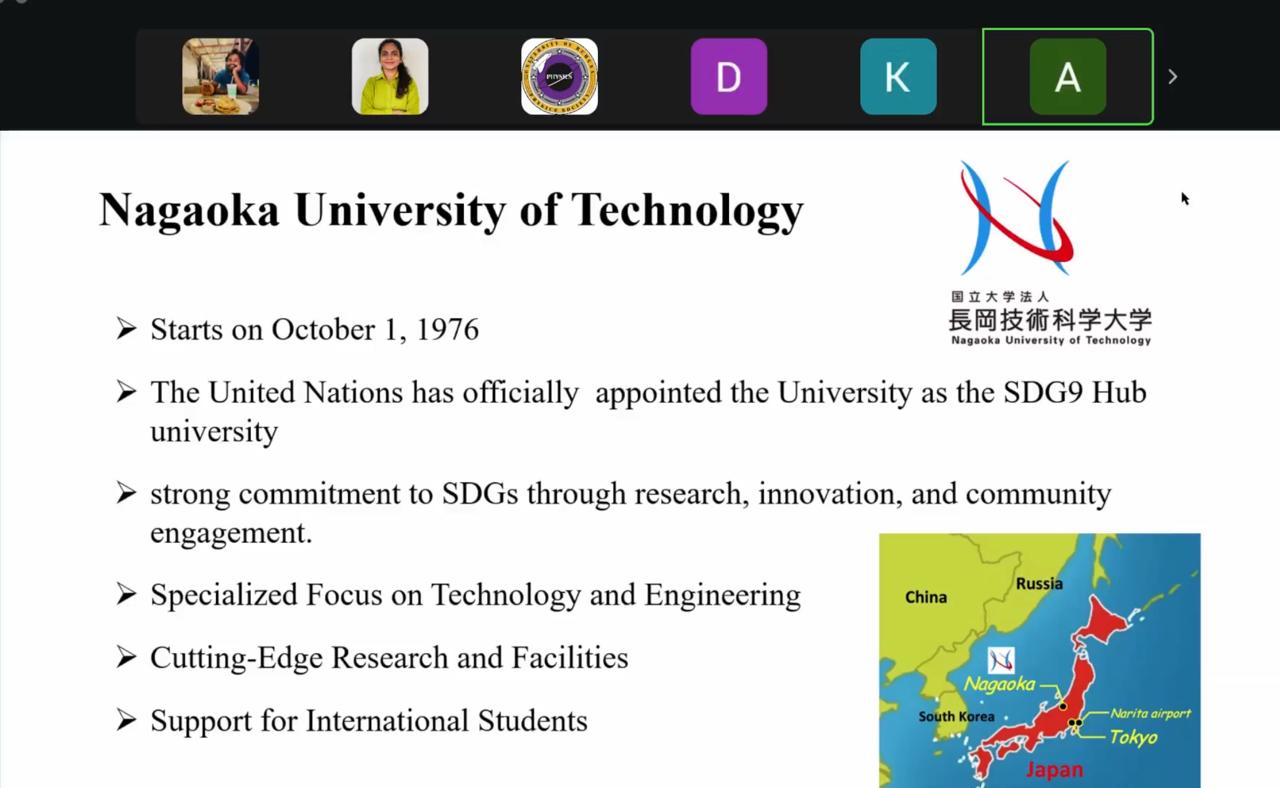 PHYSICS
D
K
A
Nagaoka University of Technology
国立大学法人
長岡技術科学大学
Nagaoka University of Technology
➢ Starts on October 1, 1976
➢ The United Nations has officially appointed the University as the SDG9 Hub
university
➢ strong commitment to SDGs through research, innovation, and community
engagement.
➢ Specialized Focus on Technology and Engineering
➢ Cutting-Edge Research and Facilities
➢ Support for International Students
Russia
China
Nagaoka
South Korea
Narita airport
Tokyo
Japan